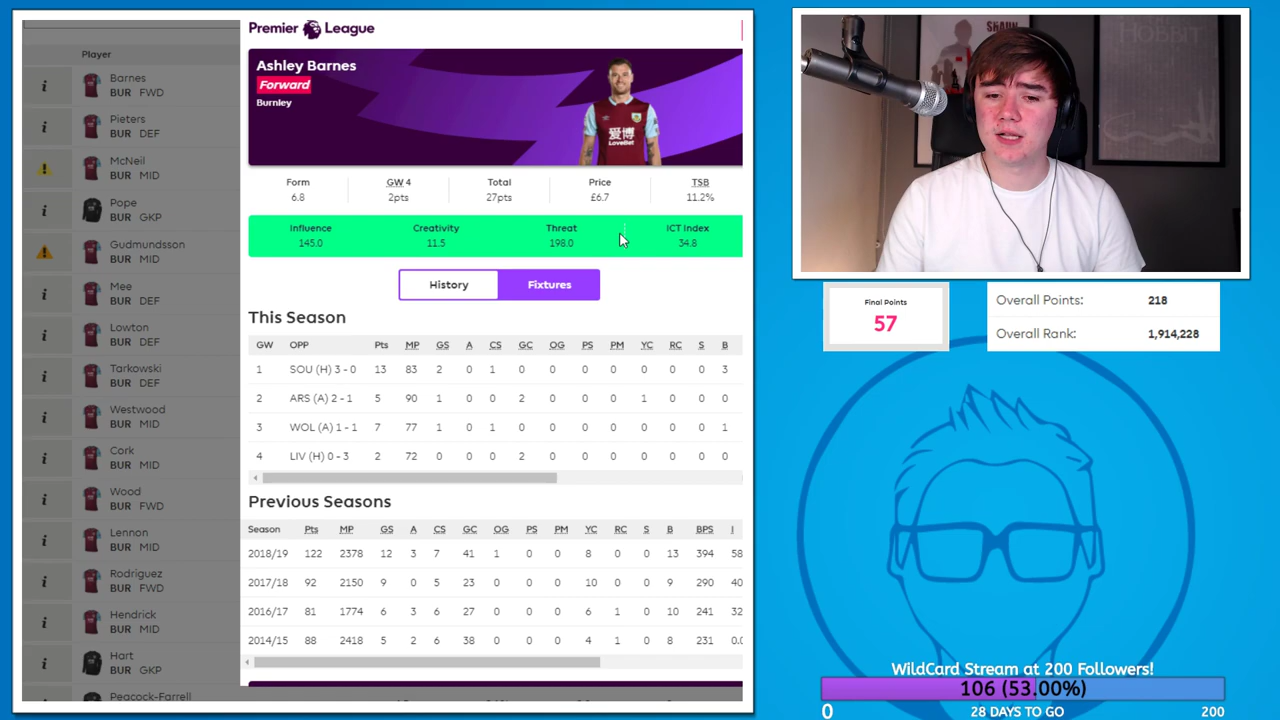 Player
Barnes
BUR FWD
Pieters
BUR DEF
McNeil
BUR MID
Pope
BUR GKP
Gudmundsson
BUR MID
Mee
BUR DEF
Lowton
BUR DEF
Tarkowski
BUR DEF
Westwood
BUR MID
Cork
BUR MID
Wood
BUR FWD
Lennon
BUR MID
Rodriguez
BUR FWD
Hendrick
BUR MID
Hart
BUR GKP
Peacock-Farrell
Premier League
Ashley Barnes
Forward
Burnley
爱博
LoveBet
Form GW 4 Total Price TSB
6.8 2pts 27pts £6.7 11.2%
Influence Creativity Threat ICT Index
145.0 11.5 198.0 34.8
History Fixtures
This Season
GW OPP Pts MP GS A CS GC OG PS PM YC RC S B
1 SOU (H) 3 - 0 13 83 2 0 1 0 0 0 0 0 0 0 3
2 ARS (A) 2 - 1 5 90 1 0 0 2 0 0 0 1 0 0 0
3 WOL (A) 1 - 1 7 77 1 0 1 0 0 0 0 0 0 0 1
4 LIV (H) 0 - 3 2 72 0 0 0 2 0 0 0 0 0 0 0
Previous Seasons
Season Pts MP GS A CS GC OG PS PM YC RC S B BPS I
2018/19 122 2378 12 3 7 41 1 0 0 8 0 0 13 394 58
2017/18 92 2150 9 0 5 23 0 0 0 10 0 0 9 290 40
2016/17 81 1774 6 3 6 27 0 0 0 6 1 0 10 241 32
2014/15 88 2418 5 2 6 38 0 0 0 4 1 0 8 231 0.0
SHAUN
HOBBIT
Final Points
57
Overall Points: 218
Overall Rank: 1,914,228
WildCard Stream at 200 Followers!
106 (53.00%)
0 28 DAYS TO GO 200